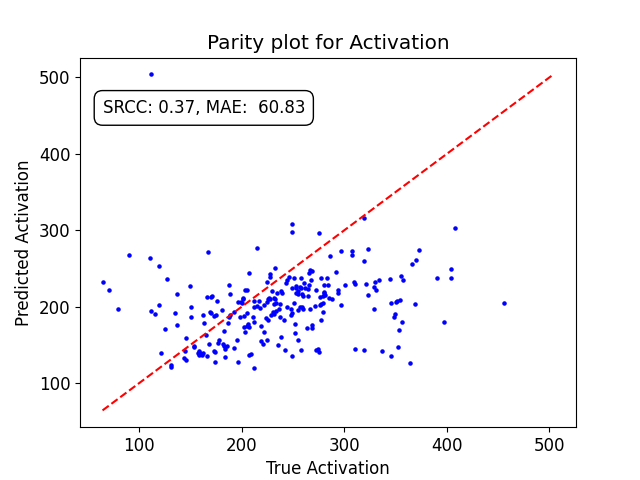 Parity plot for Activation
500
SRCC: 0.37, MAE:  60.83
400
300
200
100
Predicted Activation
100 200 300 400 500
True Activation